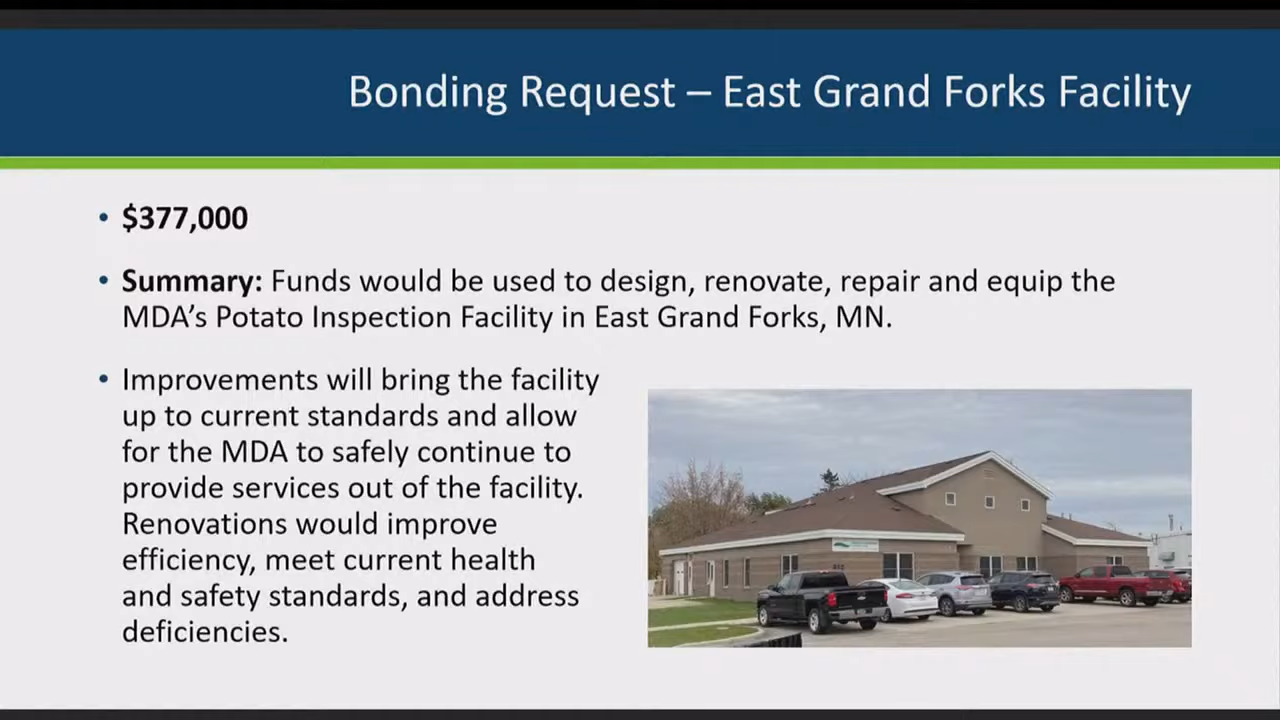 Bonding Request – East Grand Forks Facility
• $377,000
• Summary: Funds would be used to design, renovate, repair and equip the
MDA's Potato Inspection Facility in East Grand Forks, MN.
• Improvements will bring the facility
up to current standards and allow
for the MDA to safely continue to
provide services out of the facility.
Renovations would improve
efficiency, meet current health
and safety standards, and address
deficiencies.